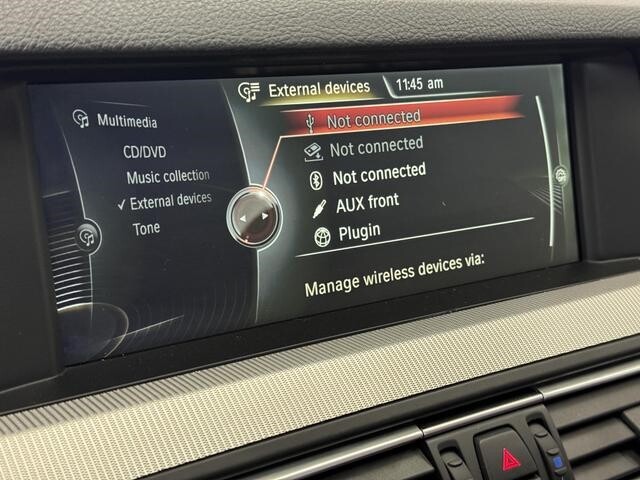 External devices
11:45 am
Multimedia
CD/DVD
Music collection
External devices
Tone
Not connected
Not connected
Not connected
AUX front
Plugin
Manage wireless devices via: